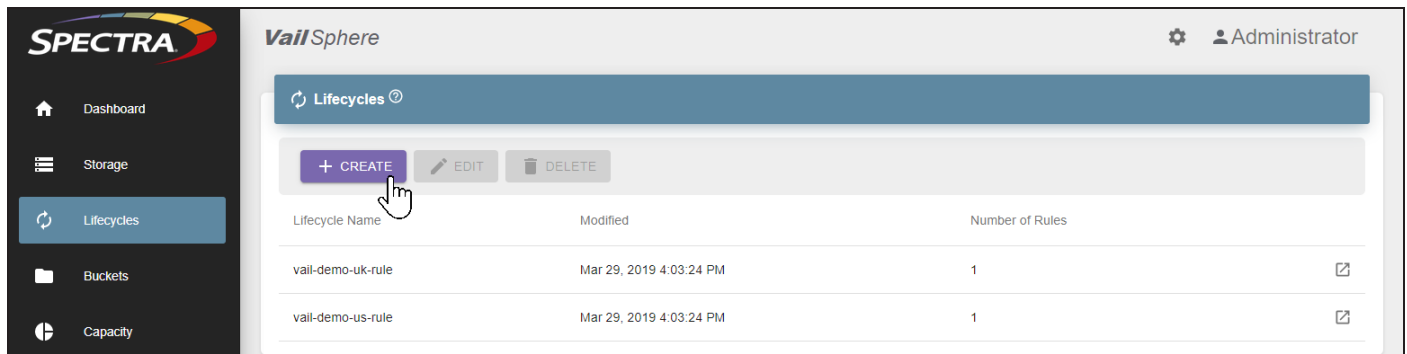 SPECTRA
VailSphere
Administrator
Dashboard
Storage
Lifecycles
Buckets
Capacity
Lifecycles
CREATE
EDIT
DELETE
Lifecycle Name Modified Number of Rules
vail-demo-uk-rule Mar 29, 2019 4:03:24 PM 1
vail-demo-us-rule Mar 29, 2019 4:03:24 PM 1